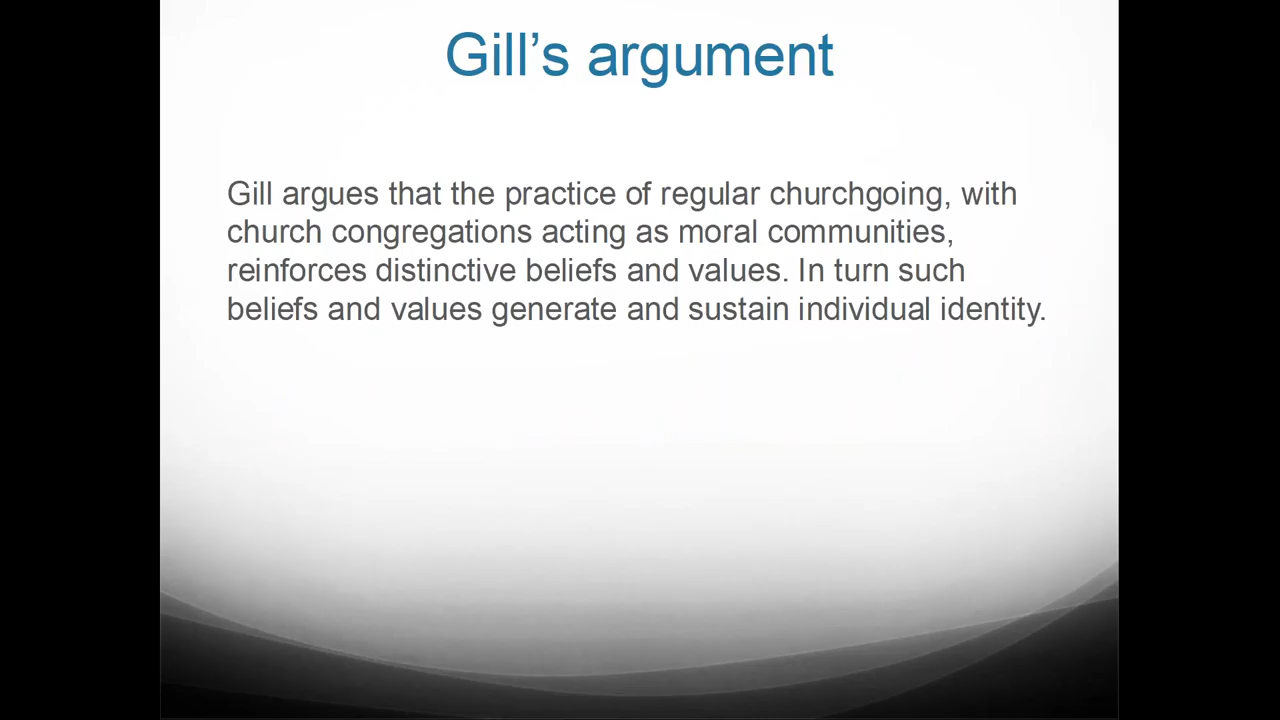 Gill’s argument
Gill argues that the practice of regular churchgoing, with
church congregations acting as moral communities,
reinforces distinctive beliefs and values. In turn such
beliefs and values generate and sustain individual identity.